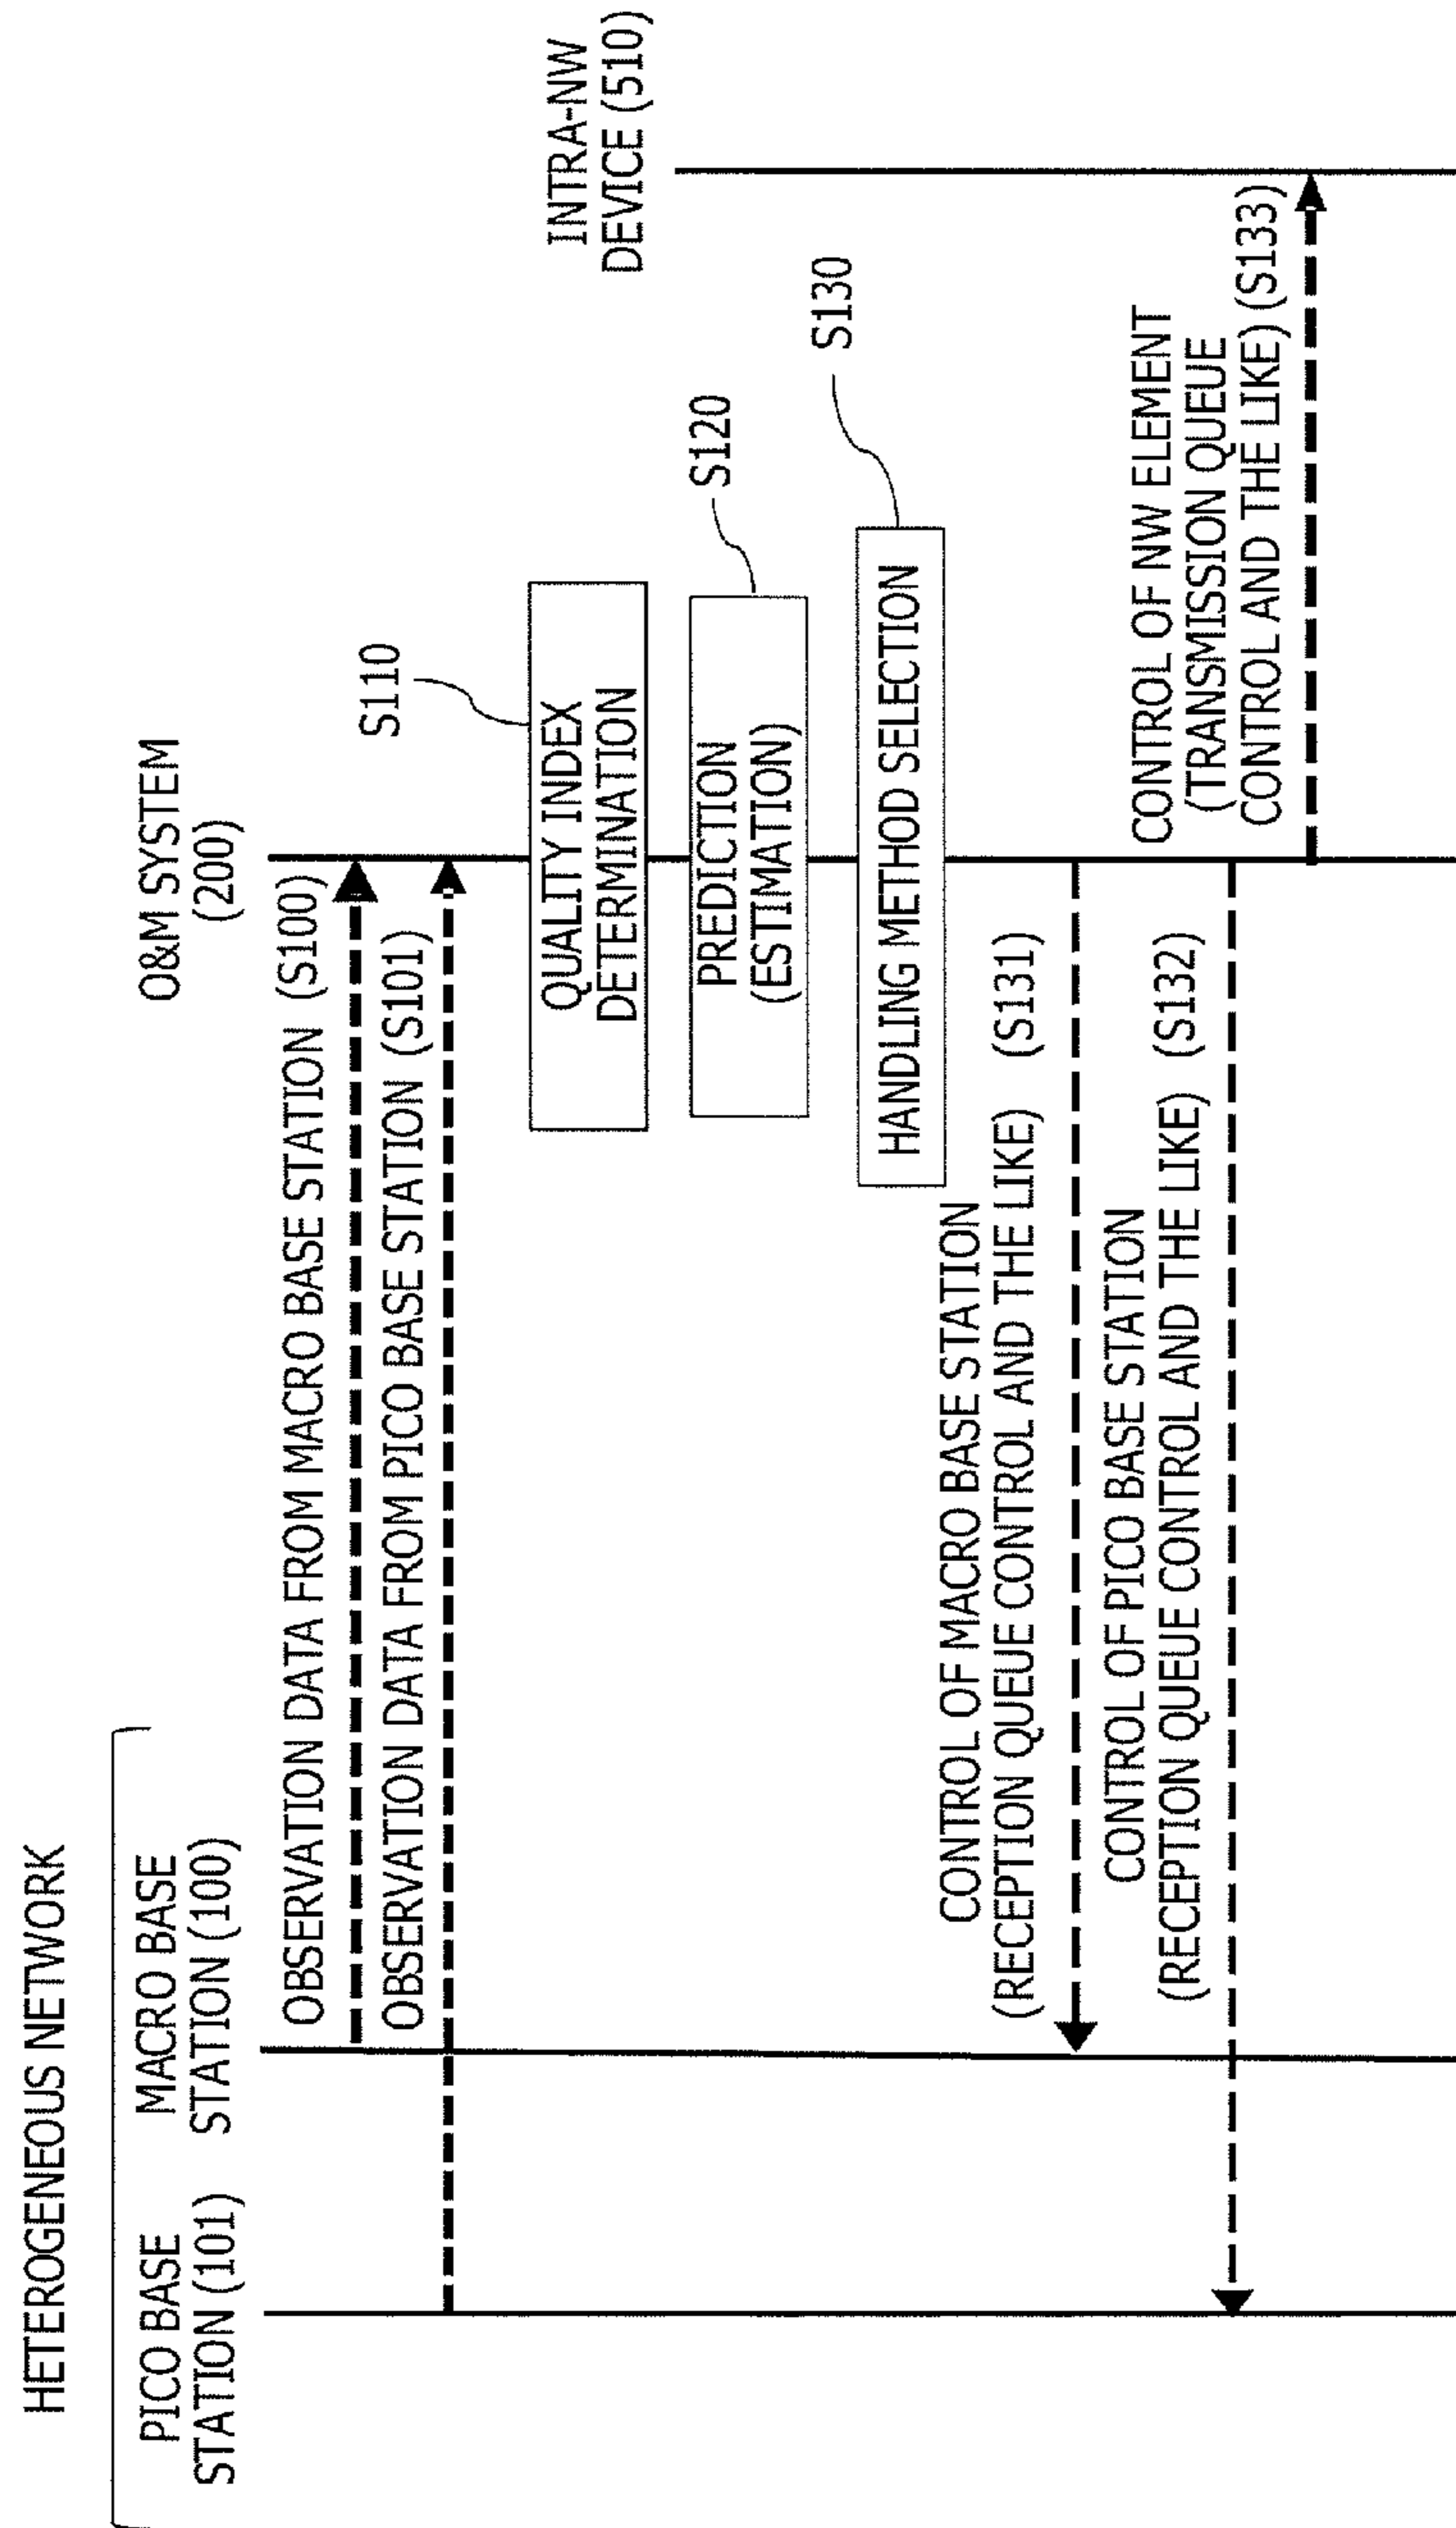 HETEROGENEOUS NETWORK
PICO BASE
STATION (101)
MACRO BASE
STATION (100)
O&M SYSTEM
(200)
INTRA-NW
DEVICE (510)
OBSERVATION DATA FROM MACRO BASE STATION (S100)
OBSERVATION DATA FROM PICO BASE STATION (S101)
S110
QUALITY INDEX
DETERMINATION
S120
PREDICTION
(ESTIMATION)
S130
HANDLING METHOD SELECTION
CONTROL OF MACRO BASE STATION
(RECEPTION QUEUE CONTROL AND THE LIKE) (S131)
CONTROL OF PICO BASE STATION
(RECEPTION QUEUE CONTROL AND THE LIKE) (S132)
CONTROL OF NW ELEMENT
(TRANSMISSION QUEUE
CONTROL AND THE LIKE) (S133)